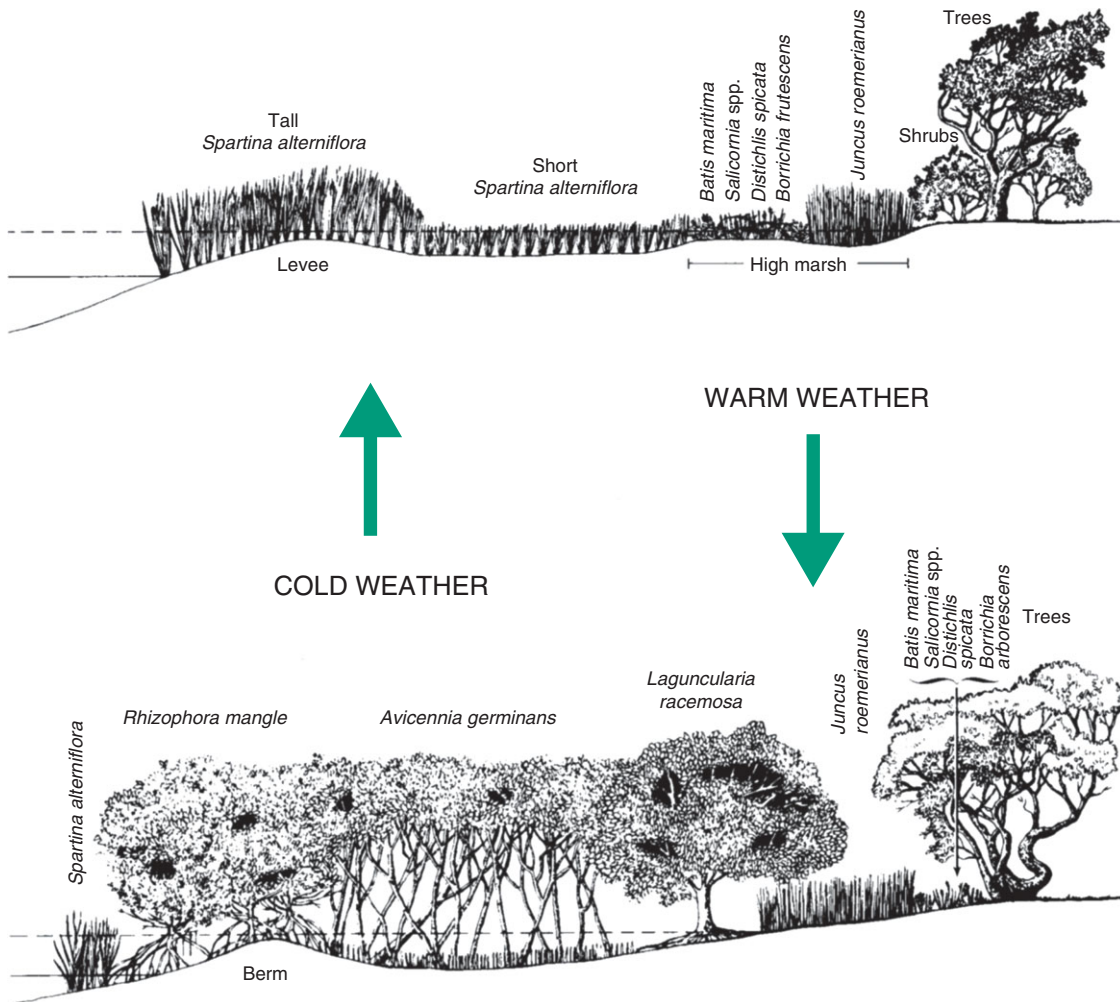 Trees
Batis maritima
Salicornia spp.
Distichlis spicata
Borrichia frutescens
Juncus roemerianus
Tall
Spartina alterniflora
Short
Spartina alterniflora
Shrubs
Levee
High marsh
WARM WEATHER
COLD WEATHER
Batis maritima
Salicornia spp.
Distichlis
spicata
Borrichia
arborescens
Trees
Juncus
roemerianus
Laguncularia
racemosa
Rhizophora mangle
Avicennia germinans
Spartina alterniflora
Berm